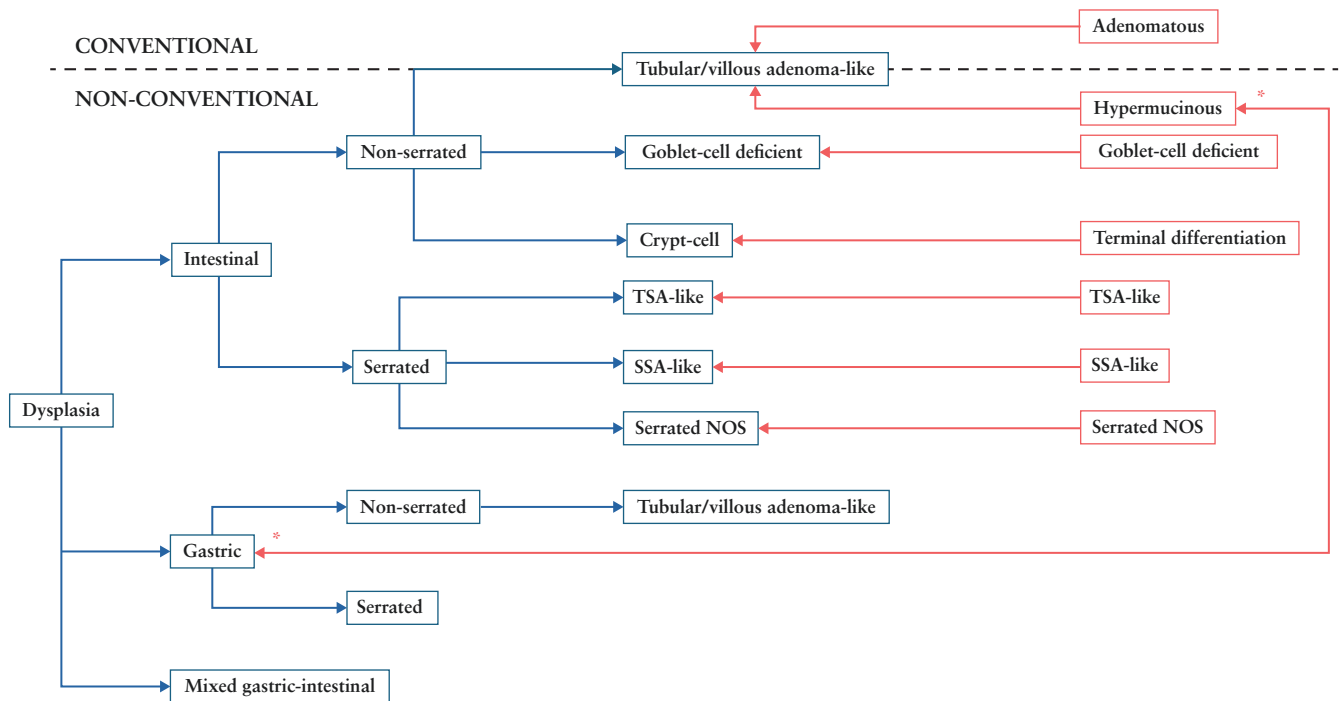 Adenomatous
CONVENTIONAL
Tubular/villous adenoma-like
NON-CONVENTIONAL
Hypermucinous
*
Non-serrated
Goblet-cell deficient
Goblet-cell deficient
Intestinal
Crypt-cell
Terminal differentiation
TSA-like
TSA-like
Serrated
SSA-like
SSA-like
Dysplasia
Serrated NOS
Serrated NOS
Non-serrated
Tubular/villous adenoma-like
Gastric
*
Serrated
Mixed gastric-intestinal